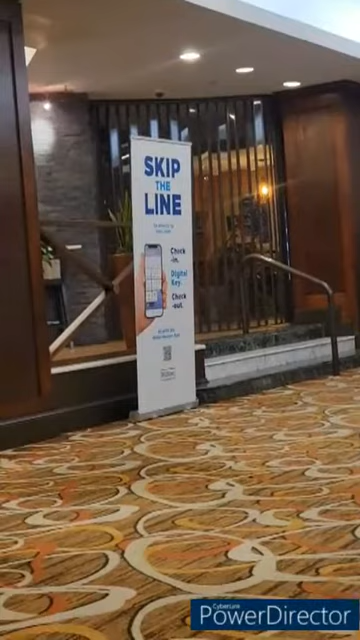 SKIP
THE
LINE
Check
-in.
Digital
Key.
Check
-out.
CyberLink
PowerDirector